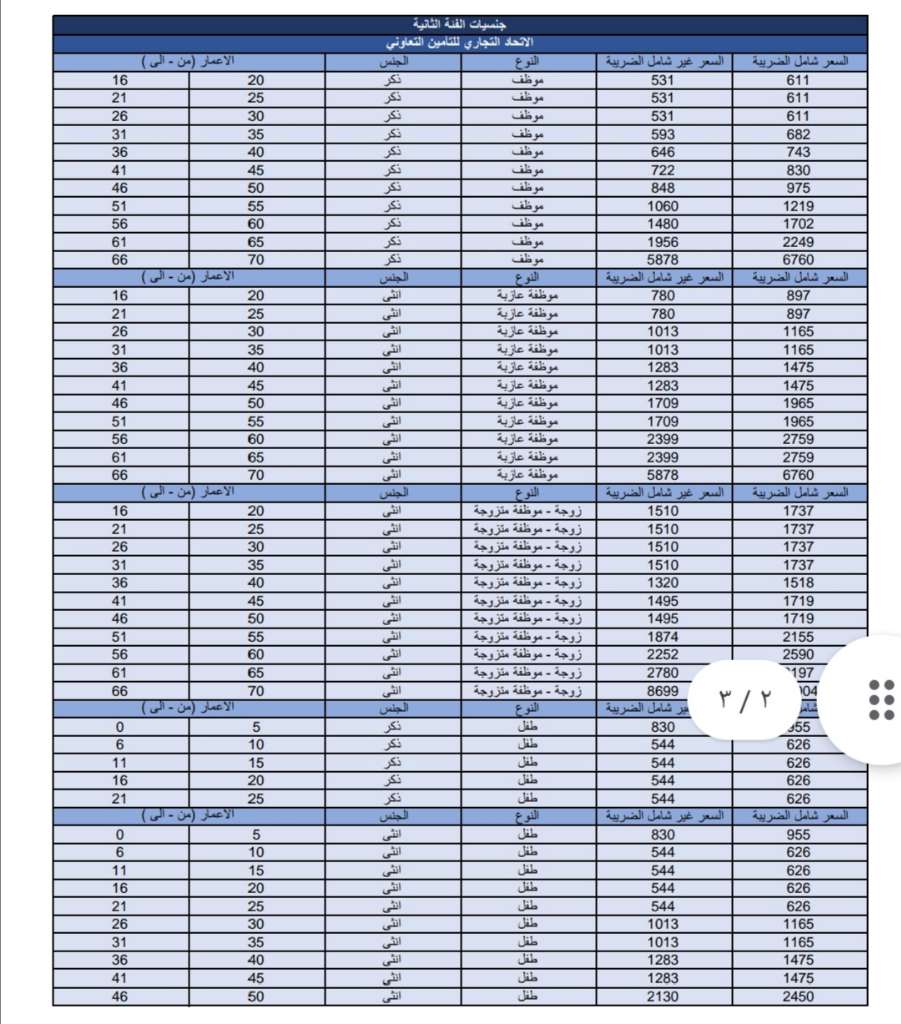 جنسيات الفئة الثانية
الاتحاد التجاري للتأمين التعاوني
السعر شامل الضريبة السعر غير شامل الضريبة النوع الجنس الاعمار (من - الى )
611 531 موظف ذكر 20 16
611 531 موظف ذكر 25 21
611 531 موظف ذكر 30 26
682 593 موظف ذكر 35 31
743 646 موظف ذكر 40 36
830 722 موظف ذكر 45 41
975 848 موظف ذكر 50 46
1219 1060 موظف ذكر 55 51
1702 1480 موظف ذكر 60 56
2249 1956 موظف ذكر 65 61
6760 5878 موظف ذكر 70 66
السعر شامل الضريبة السعر غير شامل الضريبة النوع الجنس الاعمار (من - الى )
897 780 موظفة عازبة انثى 20 16
897 780 موظفة عازبة انثى 25 21
1165 1013 موظفة عازبة انثى 30 26
1165 1013 موظفة عازبة انثى 35 31
1475 1283 موظفة عازبة انثى 40 36
1475 1283 موظفة عازبة انثى 45 41
1965 1709 موظفة عازبة انثى 50 46
1965 1709 موظفة عازبة انثى 55 51
2759 2399 موظفة عازبة انثى 60 56
2759 2399 موظفة عازبة انثى 65 61
6760 5878 موظفة عازبة انثى 70 66
السعر شامل الضريبة السعر غير شامل الضريبة النوع الجنس الاعمار (من - الى )
1737 1510 زوجة - موظفة متزوجة انثى 20 16
1737 1510 زوجة - موظفة متزوجة انثى 25 21
1737 1510 زوجة - موظفة متزوجة انثى 30 26
1737 1510 زوجة - موظفة متزوجة انثى 35 31
1518 1320 زوجة - موظفة متزوجة انثى 40 36
1719 1495 زوجة - موظفة متزوجة انثى 45 41
1719 1495 زوجة - موظفة متزوجة انثى 50 46
2155 1874 زوجة - موظفة متزوجة انثى 55 51
2590 2252 زوجة - موظفة متزوجة انثى 60 56
2780 زوجة - موظفة متزوجة انثى 65 61
8699 زوجة - موظفة متزوجة انثى 70 66
٢ / ٣
شامل الضريبة النوع الجنس الاعمار (من - الى )
955 830 طفل ذكر 5 0
626 544 طفل ذكر 10 6
626 544 طفل ذكر 15 11
626 544 طفل ذكر 20 16
626 544 طفل ذكر 25 21
السعر شامل الضريبة السعر غير شامل الضريبة النوع الجنس الاعمار (من - الى )
955 830 طفل انثى 5 0
626 544 طفل انثى 10 6
626 544 طفل انثى 15 11
626 544 طفل انثى 20 16
626 544 طفل انثى 25 21
1165 1013 طفل انثى 30 26
1165 1013 طفل انثى 35 31
1475 1283 طفل انثى 40 36
1475 1283 طفل انثى 45 41
2450 2130 طفل انثى 50 46